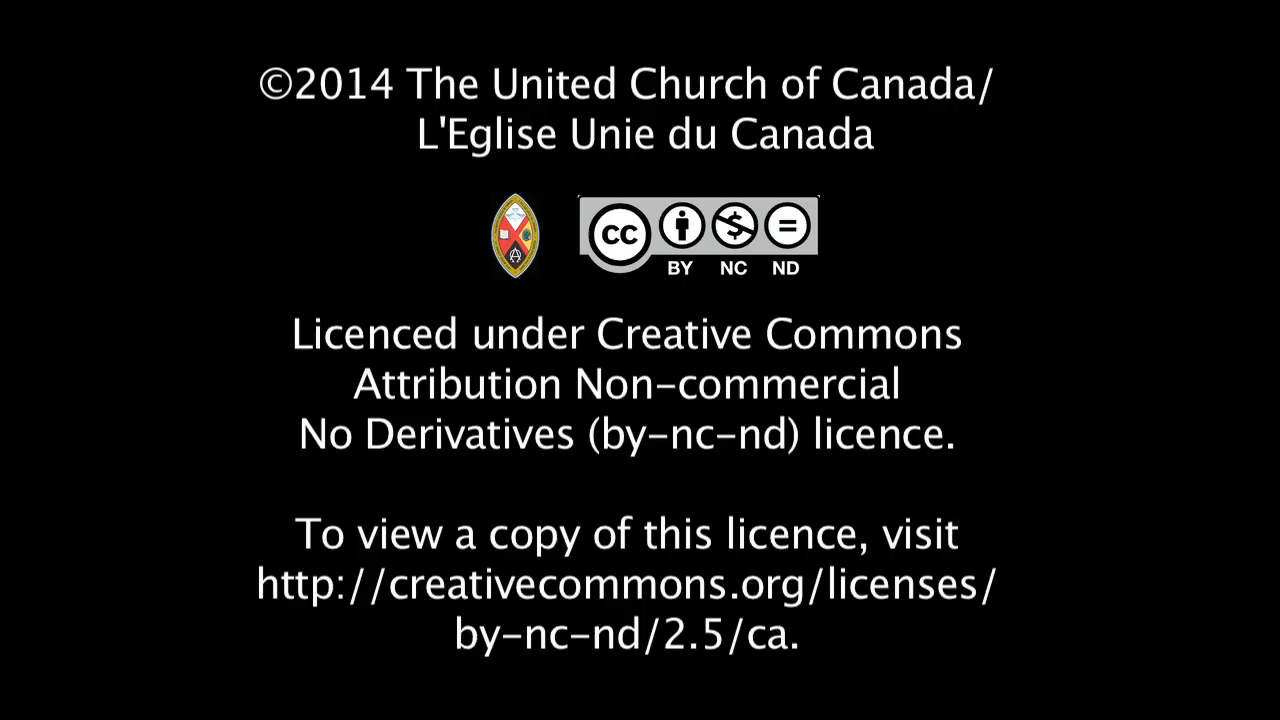 ©2014 The United Church of Canada/
L'Eglise Unie du Canada
cc
BY NC ND
Licenced under Creative Commons
Attribution Non-commercial
No Derivatives (by-nc-nd) licence.
To view a copy of this licence, visit
http://creativecommons.org/licenses/
by-nc-nd/2.5/ca.